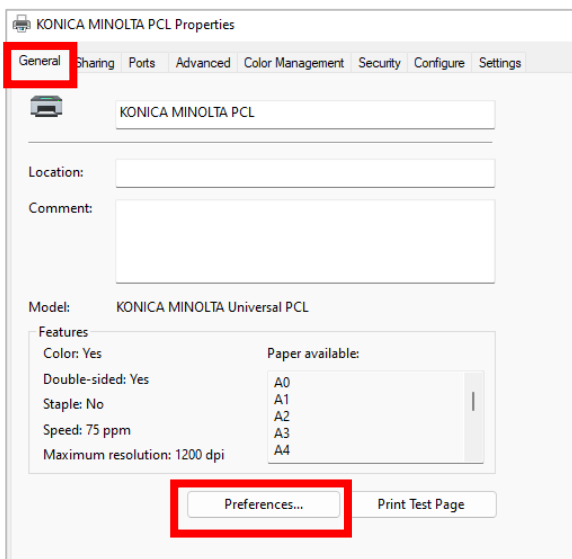 KONICA MINOLTA PCL Properties
General Sharing Ports Advanced Color Management Security Configure Settings
KONICA MINOLTA PCL
Location:
Comment:
Model: KONICA MINOLTA Universal PCL
Features
Color: Yes
Double-sided: Yes
Staple: No
Speed: 75 ppm
Maximum resolution: 1200 dpi
Paper available:
A0
A1
A2
A3
A4
Preferences... Print Test Page